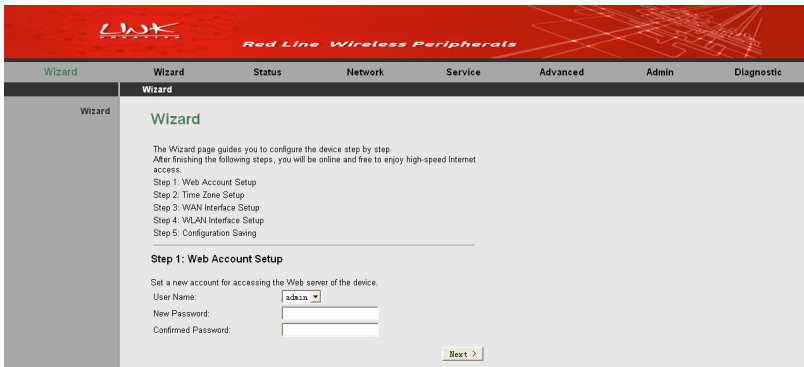 LINK
CREATIVE
Red Line Wireless Peripherals
Wizard Wizard Status Network Service Advanced Admin Diagnostic
Wizard
Wizard
Wizard
The Wizard page guides you to configure the device step by step.
After finishing the following steps, you will be online and free to enjoy high-speed Internet
access.
Step 1: Web Account Setup
Step 2: Time Zone Setup
Step 3: WAN Interface Setup
Step 4: WLAN Interface Setup
Step 5: Configuration Saving
Step 1: Web Account Setup
Set a new account for accessing the Web server of the device.
User Name: admin
New Password:
Confirmed Password:
Next >